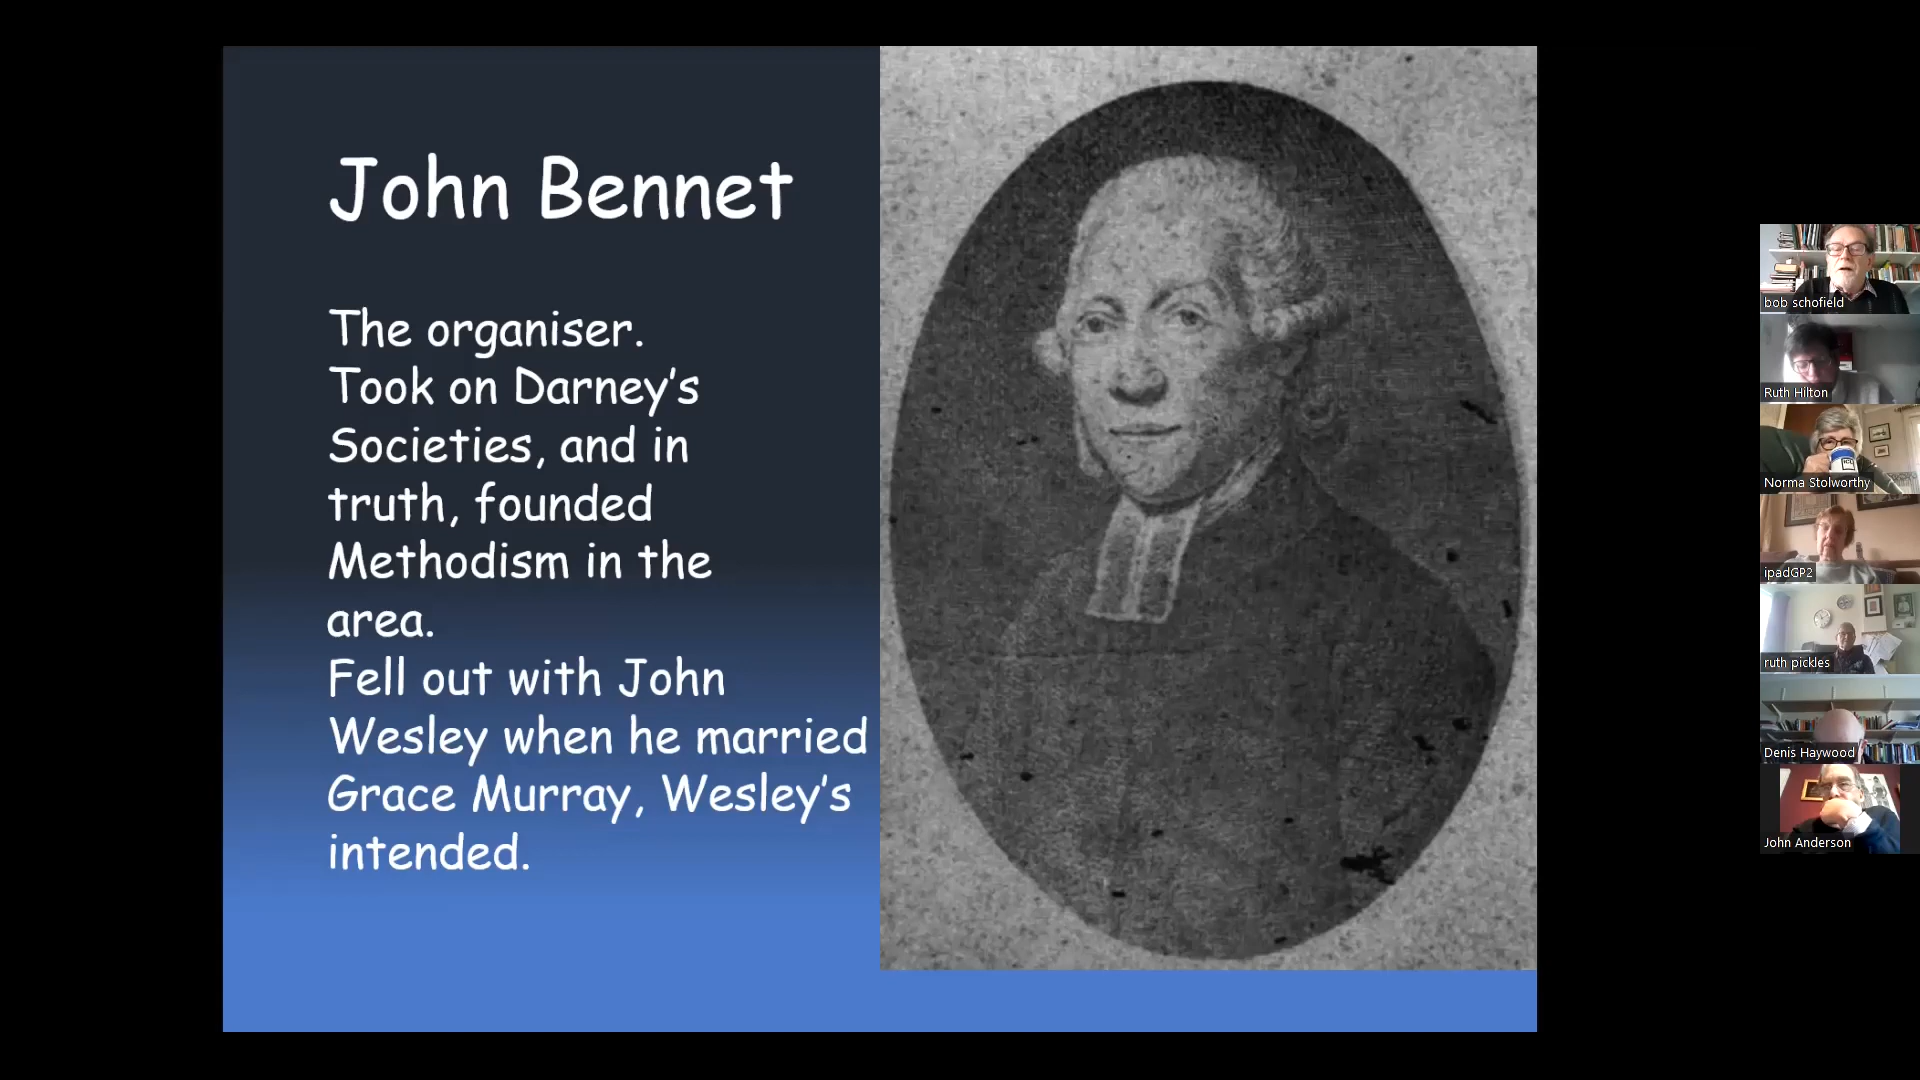 John Bennet
The organiser.
Took on Darney's
Societies, and in
truth, founded
Methodism in the
area.
Fell out with John
Wesley when he married
Grace Murray, Wesley's
intended.
bob schofield
Ruth Hilton
Norma Stolworthy
ipadGP2
ruth pickles
Denis Haywood
John Anderson